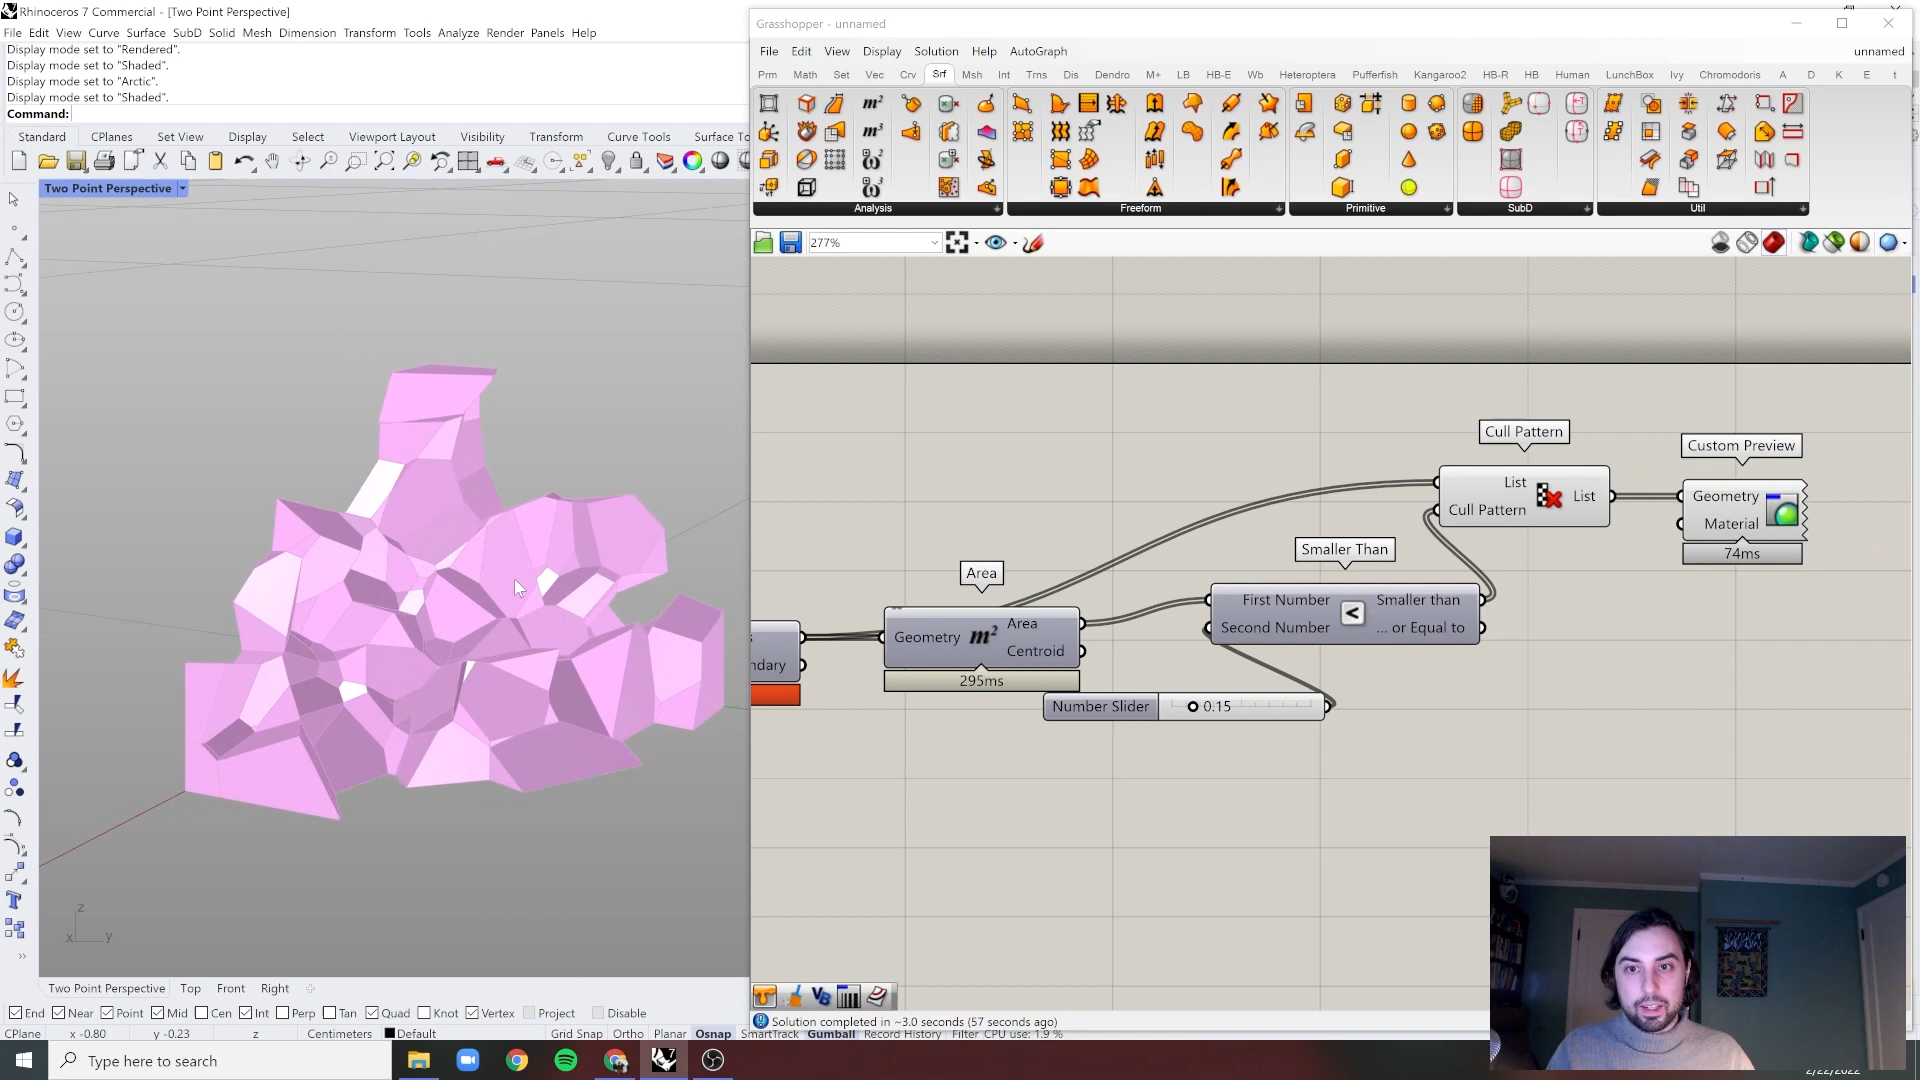 Rhinoceros 7 Commercial - [Two Point Perspective]
File Edit View Curve Surface SubD Solid Mesh Dimension Transform Tools Analyze Render Panels Help
Display mode set to "Rendered".
Display mode set to "Shaded".
Display mode set to "Arctic".
Display mode set to "Shaded".
Command:
Standard CPlanes Set View Display Select Viewport Layout Visibility Transform Curve Tools Surface To
Two Point Perspective
z
x y
Two Point Perspective Top Front Right
End Near Point Mid Cen Int Perp Tan Quad Knot Vertex Project Disable
CPlane x -0.80 y -0.23 z Centimeters Default Grid Snap Ortho Planar Osnap SmartTrack Gumball Record History Filter CPU use: 1.9 %
Grasshopper - unnamed
File Edit View Display Solution Help AutoGraph unnamed
Prm Math Set Vec Crv Srf Msh Int Trns Dis Dendro M+ LB HB-E Wb Heteroptera Pufferfish Kangaroo2 HB-R HB Human LunchBox Ivy Chromodoris A D K E t
Analysis Freeform Primitive SubD Util
277%
Cull Pattern
Custom Preview
List
Cull Pattern
List
Geometry
Material
74ms
Smaller Than
First Number Smaller than
Second Number ... or Equal to
Area
Geometry m² Area
Centroid
295ms
ndary
Number Slider 0.15
Solution completed in ~3.0 seconds (57 seconds ago)
Type here to search
2/22/2022